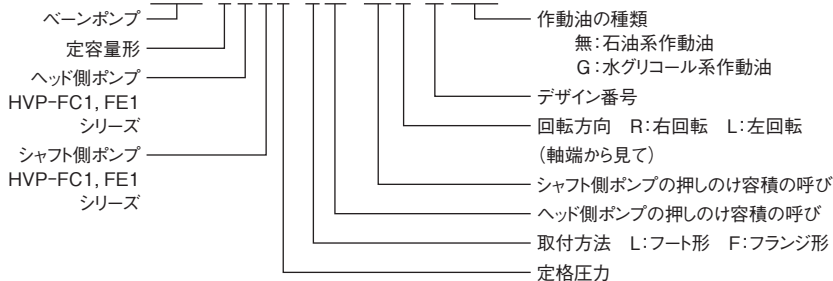 ベーンポンプ
定容量形
ヘッド側ポンプ
HVP-FC1, FE1
シリーズ
シャフト側ポンプ
HVP-FC1, FE1
シリーズ
作動油の種類
無：石油系作動油
G：水グリコール系作動油
デザイン番号
回転方向　R：右回転　L：左回転
（軸端から見て）
シャフト側ポンプの押しのけ容積の呼び
ヘッド側ポンプの押しのけ容積の呼び
取付方法　L：フート形　F：フランジ形
定格圧力